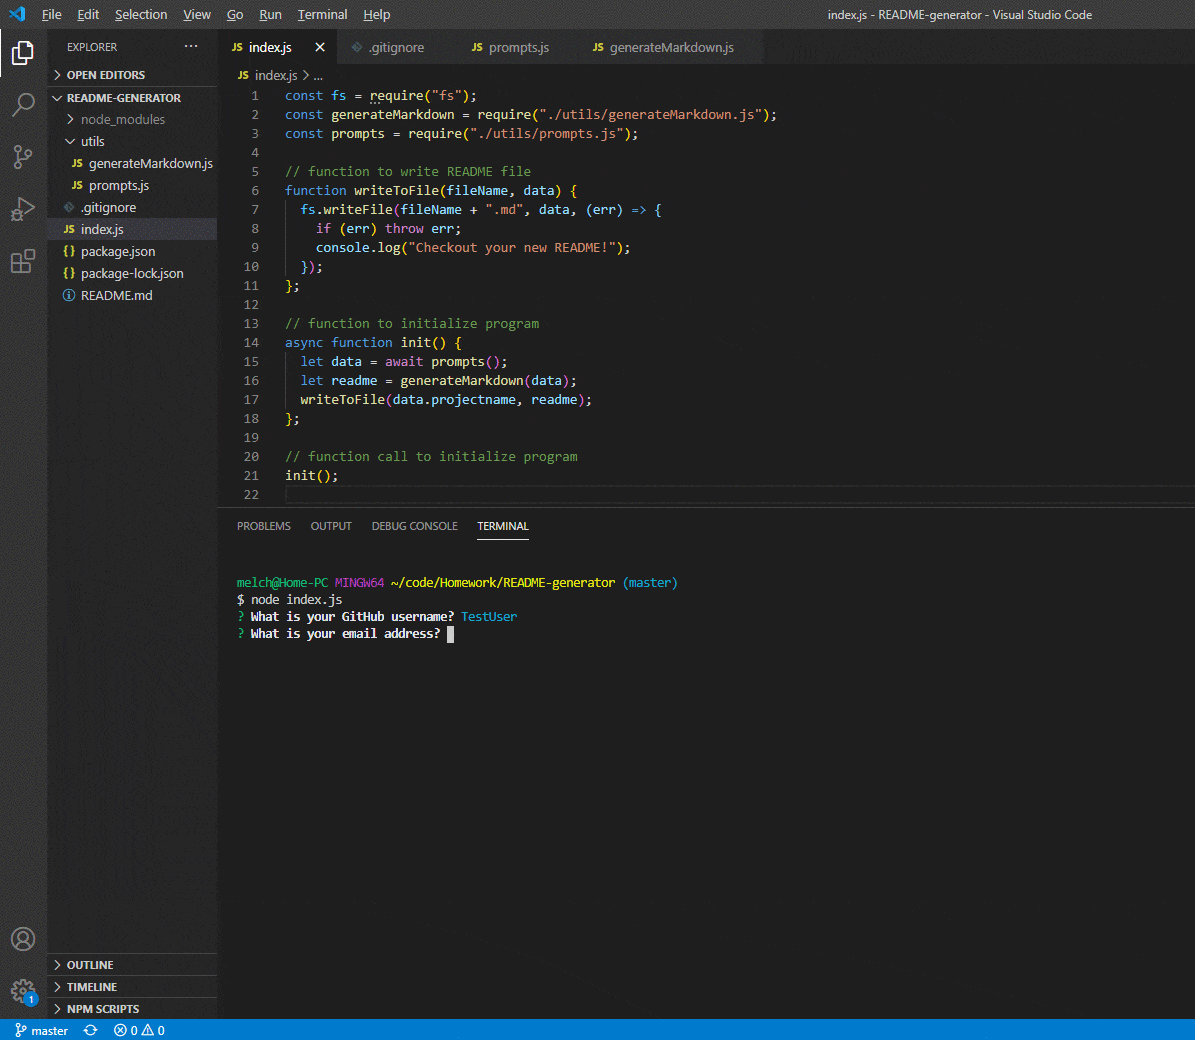 File Edit Selection View Go Run Terminal Help index.js - README-generator - Visual Studio Code
EXPLORER ...
OPEN EDITORS
README-GENERATOR
node_modules
utils
JS generateMarkdown.js
JS prompts.js
.gitignore
JS index.js
{} package.json
{} package-lock.json
README.md
OUTLINE
TIMELINE
NPM SCRIPTS
1
JS index.js × .gitignore JS prompts.js JS generateMarkdown.js
JS index.js > ...
1 const fs = require("fs");
2 const generateMarkdown = require("./utils/generateMarkdown.js");
3 const prompts = require("./utils/prompts.js");
4
5 // function to write README file
6 function writeToFile(fileName, data) {
7 fs.writeFile(fileName + ".md", data, (err) => {
8 if (err) throw err;
9 console.log("Checkout your new README!");
10 });
11 };
12
13 // function to initialize program
14 async function init() {
15 let data = await prompts();
16 let readme = generateMarkdown(data);
17 writeToFile(data.projectname, readme);
18 };
19
20 // function call to initialize program
21 init();
22
PROBLEMS OUTPUT DEBUG CONSOLE TERMINAL
melch@Home-PC MINGW64 ~/code/Homework/README-generator (master)
$ node index.js
? What is your GitHub username? TestUser
? What is your email address?
master 0 0